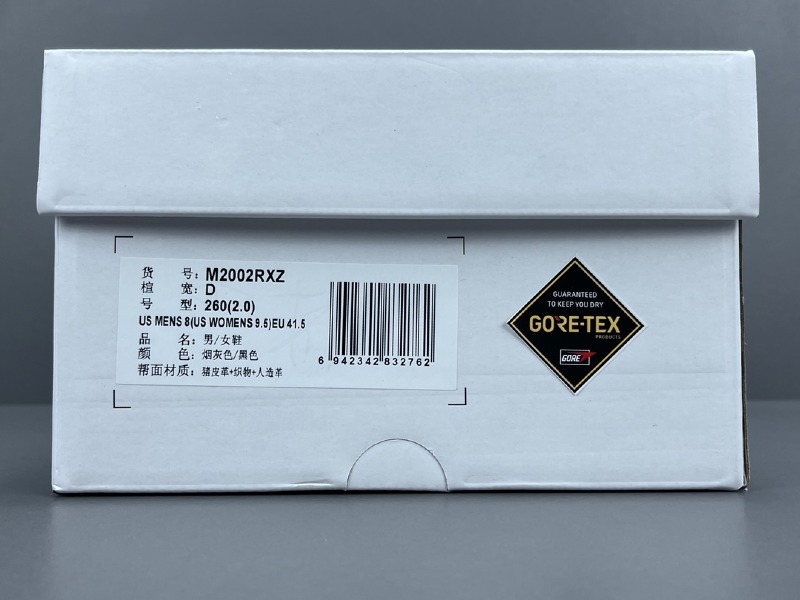 货 号: M2002RXZ
楦 宽: D
号 型: 260(2.0)
US MENS 8(US WOMENS 9.5)EU 41.5
品 名: 男/女鞋
颜 色: 烟灰色/黑色
帮面材质: 猪皮革+织物+人造革
6 942342 832762
GUARANTEED
TO KEEP YOU DRY
GORE-TEX
PRODUCTS
GORE